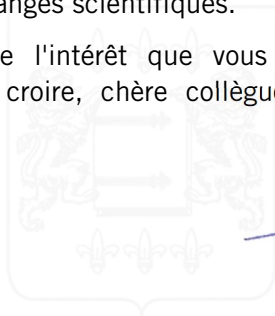 anges scientifiques.
e l'intérêt que vous
croire, chère collègue